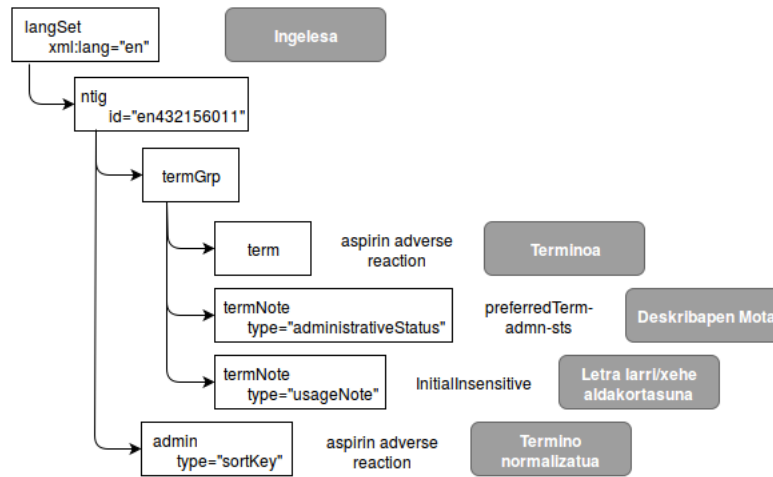 langSet
xml:lang="en"
Ingelesa
ntig
id="en432156011"
termGrp
term
aspirin adverse
reaction
Terminoa
termNote
type="administrativeStatus"
preferredTerm-
admn-sts
Deskribapen Mota
termNote
type="usageNote"
InitialInsensitive
Letra larri/xehe
aldakortasuna
admin
type="sortKey"
aspirin adverse
reaction
Termino
normalizatua